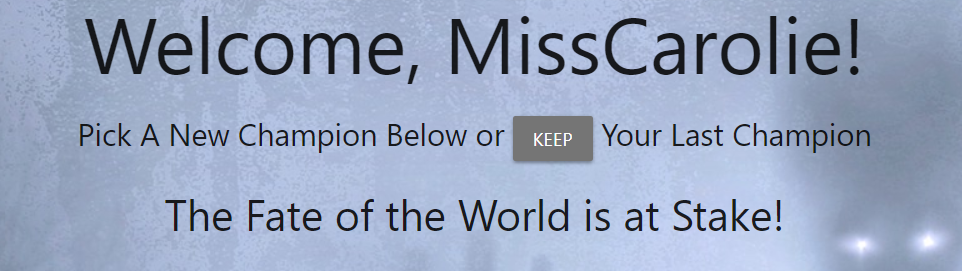 Welcome, MissCarolie!
Pick A New Champion Below or KEEP Your Last Champion
The Fate of the World is at Stake!